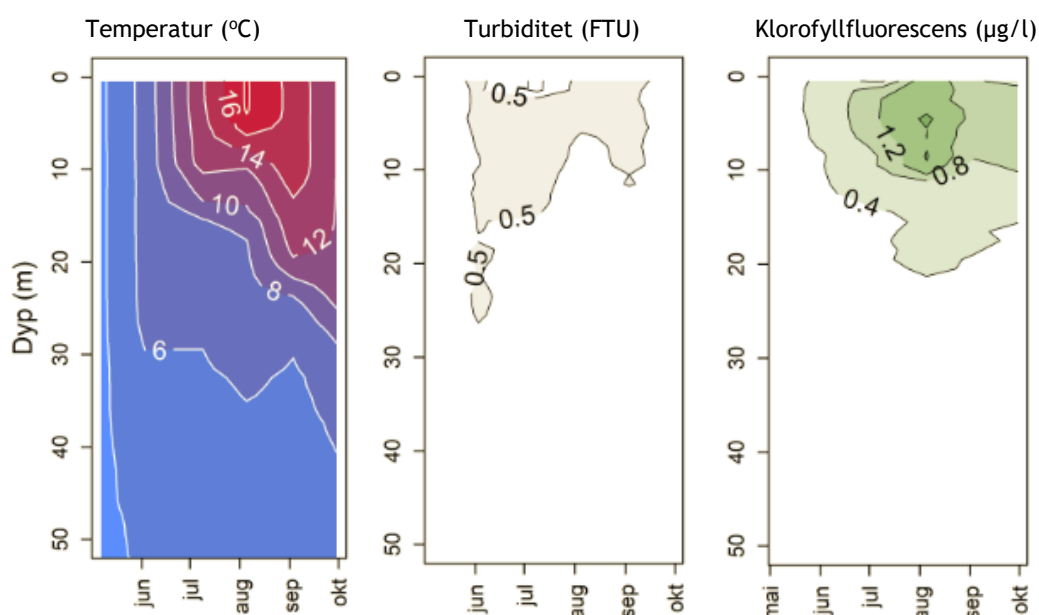 Temperatur (ºC)
Turbiditet (FTU)
Klorofyllfluorescens (µg/l)
Dyp (m)
0
10
20
30
40
50
16
14
10
12
8
6
jun
jul
aug
sep
okt
0
10
20
30
40
50
0.5
0.5
0.5
jun
jul
aug
sep
okt
0
10
20
30
40
50
1.2
0.8
0.4
mai
jun
jul
aug
sep
okt